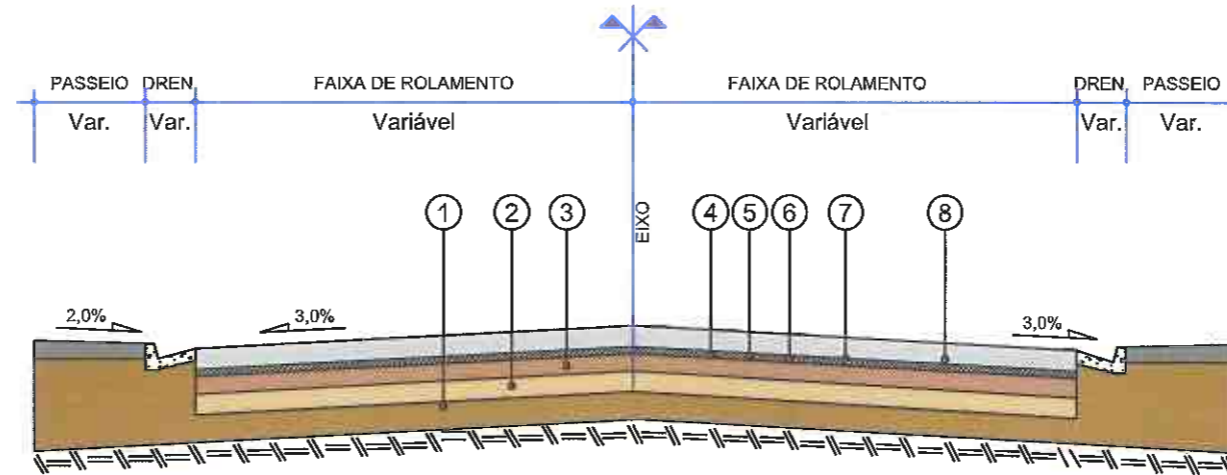 PASSEIO DREN. FAIXA DE ROLAMENTO FAIXA DE ROLAMENTO DREN. PASSEIO
Var. Var. Variável Variável Var. Var.
1 2 3 EIXO 4 5 6 7 8
2,0% 3,0% 3,0%